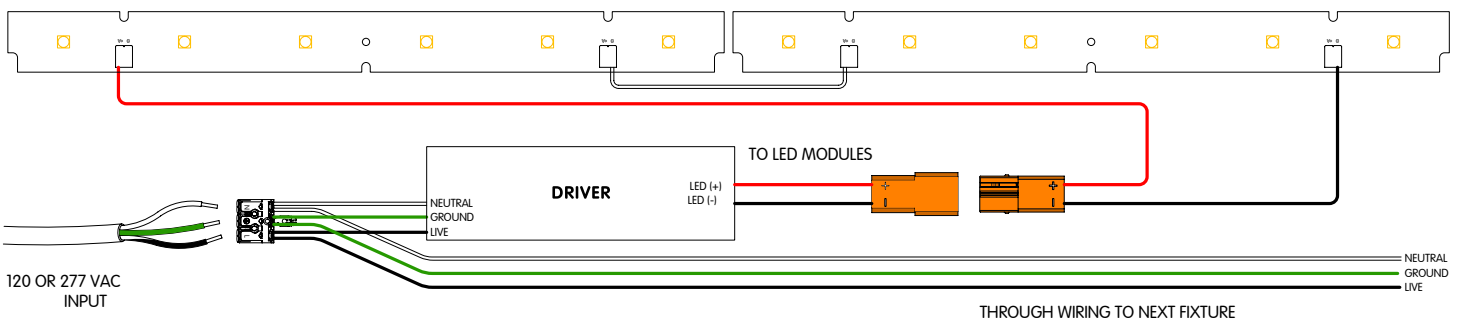 V+ G
V+ G
V+ G
V+ G
TO LED MODULES
DRIVER
LED (+)
LED (-)
+
+
NEUTRAL
GROUND
LIVE
N
L
120 OR 277 VAC
INPUT
NEUTRAL
GROUND
LIVE
THROUGH WIRING TO NEXT FIXTURE